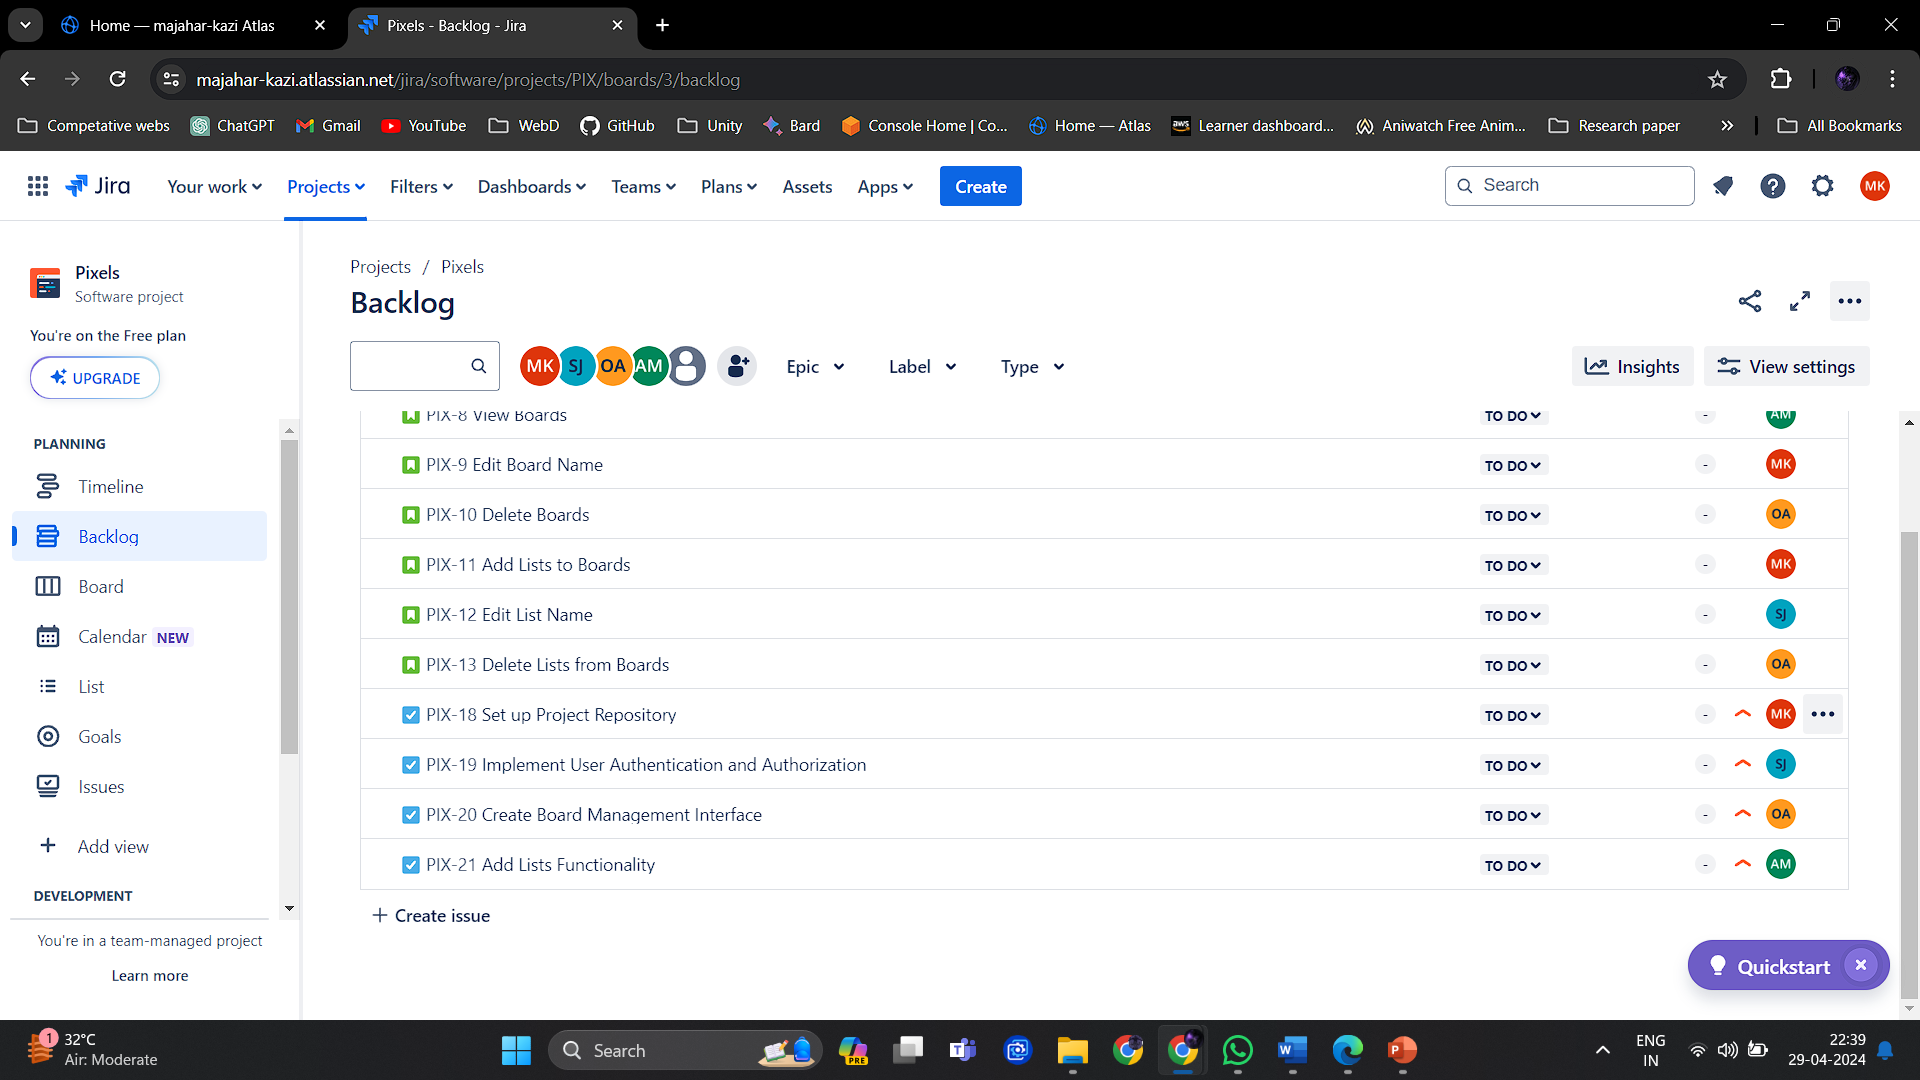 Home — majahar-kazi Atlas
Pixels - Backlog - Jira
majahar-kazi.atlassian.net/jira/software/projects/PIX/boards/3/backlog
Competative webs
ChatGPT
Gmail
YouTube
WebD
GitHub
Unity
Bard
Console Home | Co...
Home — Atlas
aws
Learner dashboard...
Aniwatch Free Anim...
Research paper
All Bookmarks
Jira
Your work
Projects
Filters
Dashboards
Teams
Plans
Assets
Apps
Create
Search
MK
Pixels
Software project
You're on the Free plan
UPGRADE
PLANNING
Timeline
Backlog
Board
Calendar NEW
List
Goals
Issues
Add view
DEVELOPMENT
You're in a team-managed project
Learn more
Projects / Pixels
Backlog
MK SJ OA AM
Epic
Label
Type
Insights
View settings
PIX-8 View Boards TO DO - AM
PIX-9 Edit Board Name TO DO - MK
PIX-10 Delete Boards TO DO - OA
PIX-11 Add Lists to Boards TO DO - MK
PIX-12 Edit List Name TO DO - SJ
PIX-13 Delete Lists from Boards TO DO - OA
PIX-18 Set up Project Repository TO DO - MK
PIX-19 Implement User Authentication and Authorization TO DO - SJ
PIX-20 Create Board Management Interface TO DO - OA
PIX-21 Add Lists Functionality TO DO - AM
+ Create issue
Quickstart
1
32°C
Air: Moderate
Search
PRE
ENG
IN
22:39
29-04-2024